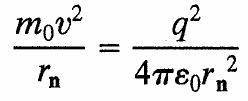 m₀v² / rₙ = q² / 4πε₀rₙ²